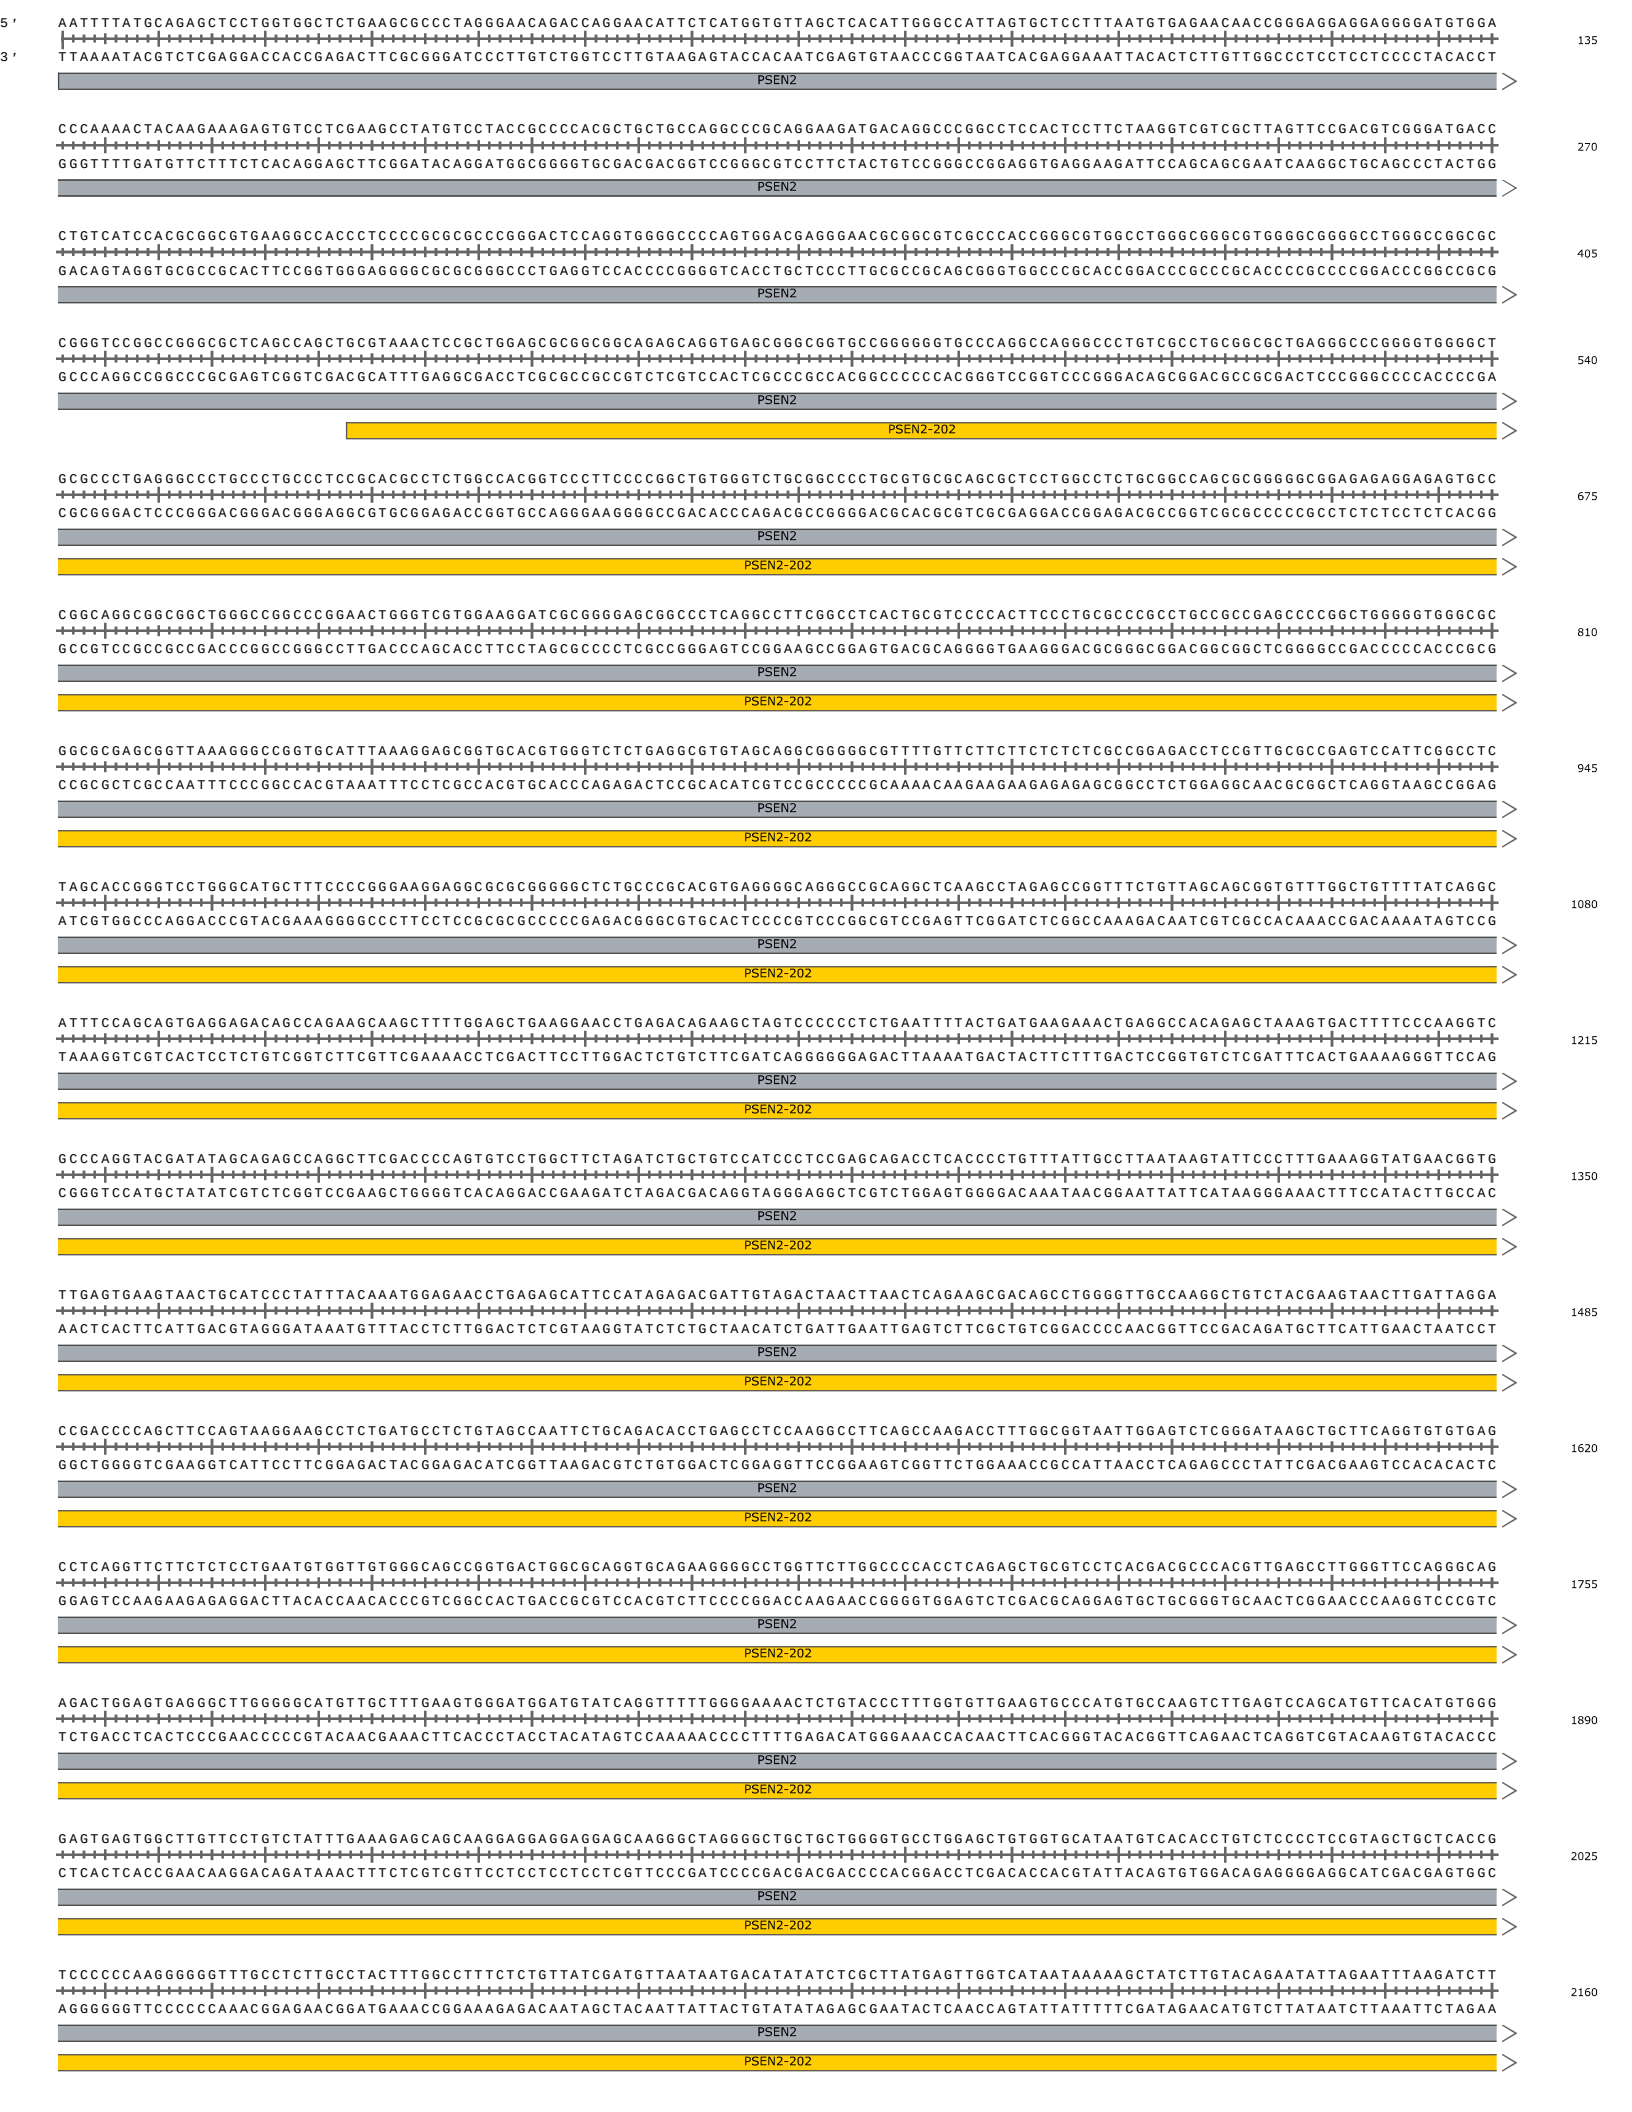 5' AATTTTATGCAGAGCTCCTGGTGGCTCTGAAGCGCCCTAGGGAACAGACCAGGAACATTCTCATGGTGTTAGCTCACATTGGGCCATTAGTGCTCCTTTAATGTGAGAACAACCGGGAGGAGGAGGGGATGTGGA
135
3' TTAAAATACGTCTCGAGGACCACCGAGACTTCGCGGGATCCCTTGTCTGGTCCTTGTAAGAGTACCACAATCGAGTGTAACCCGGTAATCACGAGGAAATTACACTCTTGTTGGCCCTCCTCCTCCCCTACACCT
PSEN2
CCCAAAACTACAAGAAAGAGTGTCCTCGAAGCCTATGTCCTACCGCCCCACGCTGCTGCCAGGCCCGCAGGAAGATGACAGGCCCGGCCTCCACTCCTTCTAAGGTCGTCGCTTAGTTCCGACGTCGGGATGACC
270
GGGTTTTGATGTTCTTTCTCACAGGAGCTTCGGATACAGGATGGCGGGGTGCGACGACGGTCCGGGCGTCCTTCTACTGTCCGGGCCGGAGGTGAGGAAGATTCCAGCAGCGAATCAAGGCTGCAGCCCTACTGG
PSEN2
CTGTCATCCACGCGGCGTGAAGGCCACCCTCCCCGCGCGCCCGGGACTCCAGGTGGGGCCCCAGTGGACGAGGGAACGCGGCGTCGCCCACCGGGCGTGGCCTGGGCGGGCGTGGGGCGGGGCCTGGGCCGGCGC
405
GACAGTAGGTGCGCCGCACTTCCGGTGGGAGGGGCGCGCGGGCCCTGAGGTCCACCCCGGGGTCACCTGCTCCCTTGCGCCGCAGCGGGTGGCCCGCACCGGACCCGCCCGCACCCCGCCCCGGACCCGGCCGCG
PSEN2
CGGGTCCGGCCGGGCGCTCAGCCAGCTGCGTAAACTCCGCTGGAGCGCGGCGGCAGAGCAGGTGAGCGGGCGGTGCCGGGGGGTGCCCAGGCCAGGGCCCTGTCGCCTGCGGCGCTGAGGGCCCGGGGTGGGGCT
540
GCCCAGGCCGGCCCGCGAGTCGGTCGACGCATTTGAGGCGACCTCGCGCCGCCGTCTCGTCCACTCGCCCGCCACGGCCCCCCACGGGTCCGGTCCCGGGACAGCGGACGCCGCGACTCCCGGGCCCCACCCCGA
PSEN2
PSEN2-202
GCGCCCTGAGGGCCCTGCCCTGCCCTCCGCACGCCTCTGGCCACGGTCCCTTCCCCGGCTGTGGGTCTGCGGCCCCTGCGTGCGCAGCGCTCCTGGCCTCTGCGGCCAGCGCGGGGGCGGAGAGAGGAGAGTGCC
675
CGCGGGACTCCCGGGACGGGACGGGAGGCGTGCGGAGACCGGTGCCAGGGAAGGGGCCGACACCCAGACGCCGGGGACGCACGCGTCGCGAGGACCGGAGACGCCGGTCGCGCCCCCGCCTCTCTCCTCTCACGG
PSEN2
PSEN2-202
CGGCAGGCGGCGGCTGGGCCGGCCCGGAACTGGGTCGTGGAAGGATCGCGGGGAGCGGCCCTCAGGCCTTCGGCCTCACTGCGTCCCCACTTCCCTGCGCCCGCCTGCCGCCGAGCCCCGGCTGGGGGTGGGCGC
810
GCCGTCCGCCGCCGACCCGGCCGGGCCTTGACCCAGCACCTTCCTAGCGCCCCTCGCCGGGAGTCCGGAAGCCGGAGTGACGCAGGGGTGAAGGGACGCGGGCGGACGGCGGCTCGGGGCCGACCCCCACCCGCG
PSEN2
PSEN2-202
GGCGCGAGCGGTTAAAGGGCCGGTGCATTTAAAGGAGCGGTGCACGTGGGTCTCTGAGGCGTGTAGCAGGCGGGGGCGTTTTGTTCTTCTTCTCTCTCGCCGGAGACCTCCGTTGCGCCGAGTCCATTCGGCCTC
945
CCGCGCTCGCCAATTTCCCGGCCACGTAAATTTCCTCGCCACGTGCACCCAGAGACTCCGCACATCGTCCGCCCCCGCAAAACAAGAAGAAGAGAGAGCGGCCTCTGGAGGCAACGCGGCTCAGGTAAGCCGGAG
PSEN2
PSEN2-202
TAGCACCGGGTCCTGGGCATGCTTTCCCCGGGAAGGAGGCGCGCGGGGGCTCTGCCCGCACGTGAGGGGCAGGGCCGCAGGCTCAAGCCTAGAGCCGGTTTCTGTTAGCAGCGGTGTTTGGCTGTTTTATCAGGC
1080
ATCGTGGCCCAGGACCCGTACGAAAGGGGCCCTTCCTCCGCGCGCCCCCGAGACGGGCGTGCACTCCCCGTCCCGGCGTCCGAGTTCGGATCTCGGCCAAAGACAATCGTCGCCACAAACCGACAAAATAGTCCG
PSEN2
PSEN2-202
ATTTCCAGCAGTGAGGAGACAGCCAGAAGCAAGCTTTTGGAGCTGAAGGAACCTGAGACAGAAGCTAGTCCCCCCTCTGAATTTTACTGATGAAGAAACTGAGGCCACAGAGCTAAAGTGACTTTTCCCAAGGTC
1215
TAAAGGTCGTCACTCCTCTGTCGGTCTTCGTTCGAAAACCTCGACTTCCTTGGACTCTGTCTTCGATCAGGGGGGAGACTTAAAATGACTACTTCTTTGACTCCGGTGTCTCGATTTCACTGAAAAGGGTTCCAG
PSEN2
PSEN2-202
GCCCAGGTACGATATAGCAGAGCCAGGCTTCGACCCCAGTGTCCTGGCTTCTAGATCTGCTGTCCATCCCTCCGAGCAGACCTCACCCCTGTTTATTGCCTTAATAAGTATTCCCTTTGAAAGGTATGAACGGTG
1350
CGGGTCCATGCTATATCGTCTCGGTCCGAAGCTGGGGTCACAGGACCGAAGATCTAGACGACAGGTAGGGAGGCTCGTCTGGAGTGGGGACAAATAACGGAATTATTCATAAGGGAAACTTTCCATACTTGCCAC
PSEN2
PSEN2-202
TTGAGTGAAGTAACTGCATCCCTATTTACAAATGGAGAACCTGAGAGCATTCCATAGAGACGATTGTAGACTAACTTAACTCAGAAGCGACAGCCTGGGGTTGCCAAGGCTGTCTACGAAGTAACTTGATTAGGA
1485
AACTCACTTCATTGACGTAGGGATAAATGTTTACCTCTTGGACTCTCGTAAGGTATCTCTGCTAACATCTGATTGAATTGAGTCTTCGCTGTCGGACCCCAACGGTTCCGACAGATGCTTCATTGAACTAATCCT
PSEN2
PSEN2-202
CCGACCCCAGCTTCCAGTAAGGAAGCCTCTGATGCCTCTGTAGCCAATTCTGCAGACACCTGAGCCTCCAAGGCCTTCAGCCAAGACCTTTGGCGGTAATTGGAGTCTCGGGATAAGCTGCTTCAGGTGTGTGAG
1620
GGCTGGGGTCGAAGGTCATTCCTTCGGAGACTACGGAGACATCGGTTAAGACGTCTGTGGACTCGGAGGTTCCGGAAGTCGGTTCTGGAAACCGCCATTAACCTCAGAGCCCTATTCGACGAAGTCCACACACTC
PSEN2
PSEN2-202
CCTCAGGTTCTTCTCTCCTGAATGTGGTTGTGGGCAGCCGGTGACTGGCGCAGGTGCAGAAGGGGCCTGGTTCTTGGCCCCACCTCAGAGCTGCGTCCTCACGACGCCCACGTTGAGCCTTGGGTTCCAGGGCAG
1755
GGAGTCCAAGAAGAGAGGACTTACACCAACACCCGTCGGCCACTGACCGCGTCCACGTCTTCCCCGGACCAAGAACCGGGGTGGAGTCTCGACGCAGGAGTGCTGCGGGTGCAACTCGGAACCCAAGGTCCCGTC
PSEN2
PSEN2-202
AGACTGGAGTGAGGGCTTGGGGGCATGTTGCTTTGAAGTGGGATGGATGTATCAGGTTTTTGGGGAAAACTCTGTACCCTTTGGTGTTGAAGTGCCCATGTGCCAAGTCTTGAGTCCAGCATGTTCACATGTGGG
1890
TCTGACCTCACTCCCGAACCCCCGTACAACGAAACTTCACCCTACCTACATAGTCCAAAAACCCCTTTTGAGACATGGGAAACCACAACTTCACGGGTACACGGTTCAGAACTCAGGTCGTACAAGTGTACACCC
PSEN2
PSEN2-202
GAGTGAGTGGCTTGTTCCTGTCTATTTGAAAGAGCAGCAAGGAGGAGGAGGAGCAAGGGCTAGGGGCTGCTGCTGGGGTGCCTGGAGCTGTGGTGCATAATGTCACACCTGTCTCCCCTCCGTAGCTGCTCACCG
2025
CTCACTCACCGAACAAGGACAGATAAACTTTCTCGTCGTTCCTCCTCCTCCTCGTTCCCGATCCCCGACGACGACCCCACGGACCTCGACACCACGTATTACAGTGTGGACAGAGGGGAGGCATCGACGAGTGGC
PSEN2
PSEN2-202
TCCCCCCAAGGGGGGTTTGCCTCTTGCCTACTTTGGCCTTTCTCTGTTATCGATGTTAATAATGACATATATCTCGCTTATGAGTTGGTCATAATAAAAAGCTATCTTGTACAGAATATTAGAATTTAAGATCTT
2160
AGGGGGGTTCCCCCCAAACGGAGAACGGATGAAACCGGAAAGAGACAATAGCTACAATTATTACTGTATATAGAGCGAATACTCAACCAGTATTATTTTTCGATAGAACATGTCTTATAATCTTAAATTCTAGAA
PSEN2
PSEN2-202